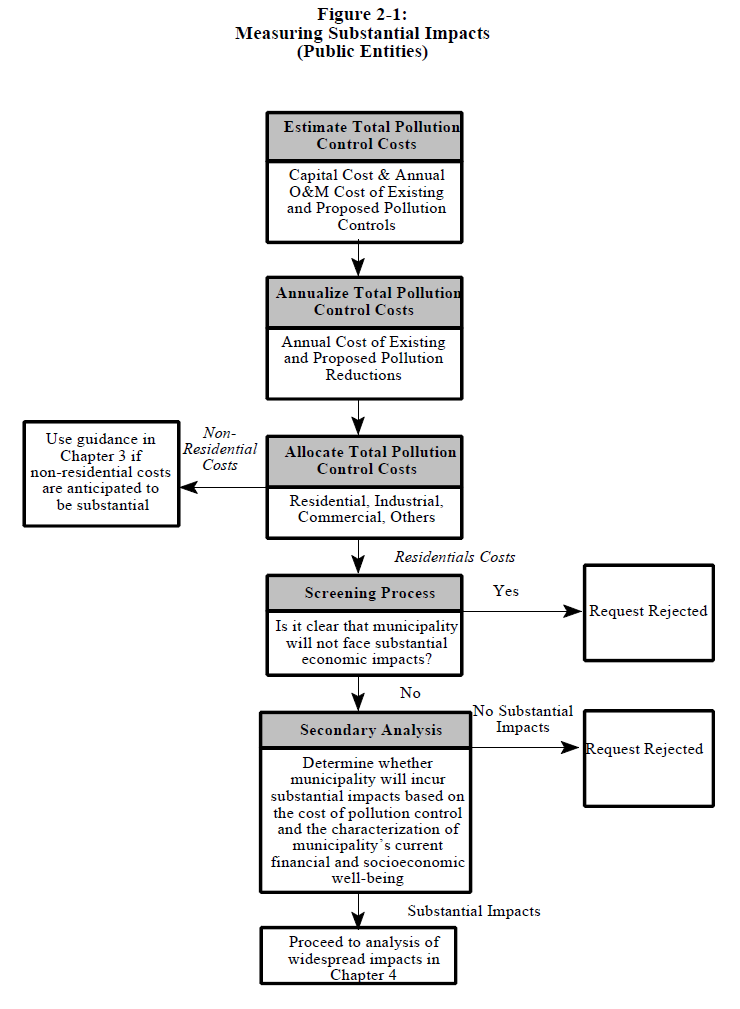 Figure 2-1:
Measuring Substantial Impacts
(Public Entities)
Estimate Total Pollution
Control Costs
Capital Cost & Annual
O&M Cost of Existing
and Proposed Pollution
Controls
Annualize Total Pollution
Control Costs
Annual Cost of Existing
and Proposed Pollution
Reductions
Allocate Total Pollution
Control Costs
Residential, Industrial,
Commercial, Others
Non-
Residential
Costs
Use guidance in
Chapter 3 if
non-residential costs
are anticipated to
be substantial
Residentials Costs
Screening Process
Is it clear that municipality
will not face substantial
economic impacts?
Yes
Request Rejected
No
Secondary Analysis
Determine whether
municipality will incur
substantial impacts based on
the cost of pollution control
and the characterization of
municipality's current
financial and socioeconomic
well-being
No Substantial
Impacts
Request Rejected
Substantial Impacts
Proceed to analysis of
widespread impacts in
Chapter 4